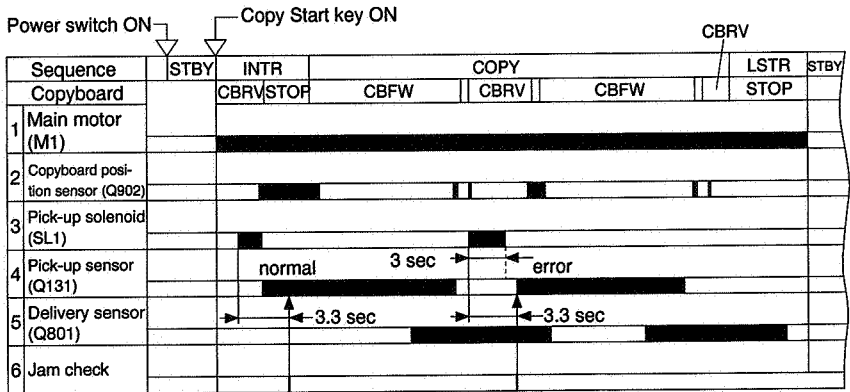 Power switch ON
Copy Start key ON
CBRV
Sequence STBY INTR COPY LSTR STBY
Copyboard CBRV STOP CBFW CBRV CBFW STOP
1 Main motor
(M1)
2 Copyboard posi-
tion sensor (Q902)
3 Pick-up solenoid
(SL1)
3 sec
4 Pick-up sensor
(Q131)
normal
error
5 Delivery sensor
(Q801)
3.3 sec
3.3 sec
6 Jam check